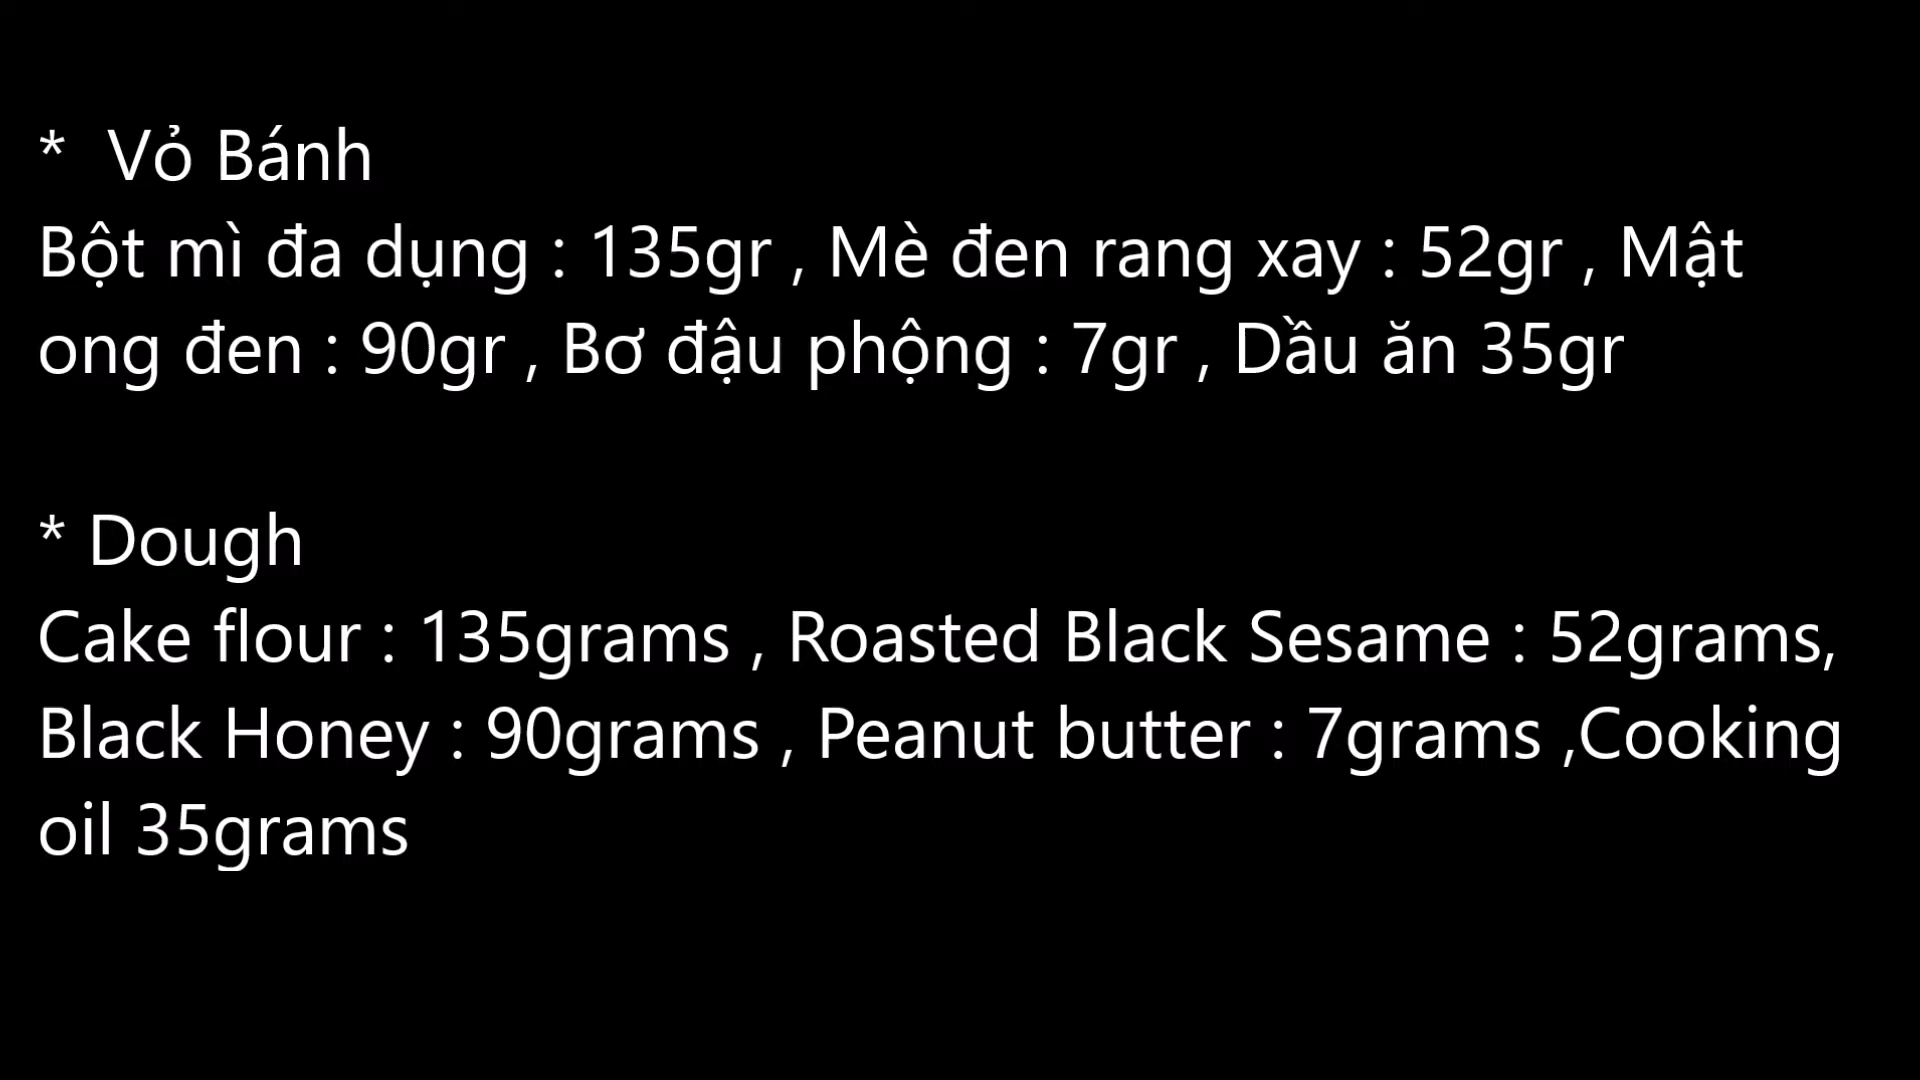 * Vỏ Bánh
Bột mì đa dụng : 135gr , Mè đen rang xay : 52gr , Mật
ong đen : 90gr , Bơ đậu phộng : 7gr , Dầu ăn 35gr
* Dough
Cake flour : 135grams , Roasted Black Sesame : 52grams,
Black Honey : 90grams , Peanut butter : 7grams ,Cooking
oil 35grams